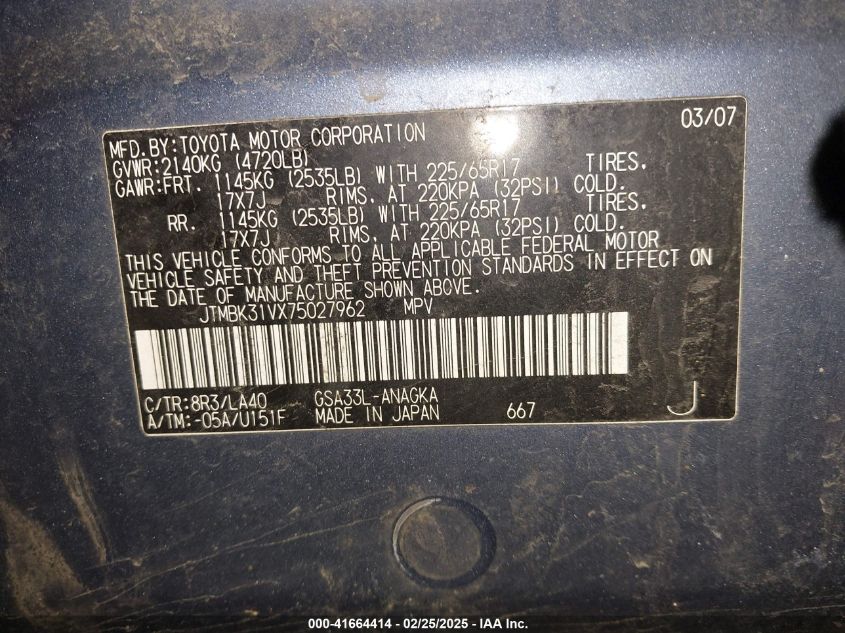 03/07
MFD.BY:TOYOTA MOTOR CORPORATION
GVWR:2140KG (4720LB)
GAWR:FRT. 1145KG (2535LB) WITH 225/65R17 TIRES.
17X7J RIMS, AT 220KPA (32PSI) COLD.
RR. 1145KG (2535LB) WITH 225/65R17 TIRES.
17X7J RIMS, AT 220KPA (32PSI) COLD.
THIS VEHICLE CONFORMS TO ALL APPLICABLE FEDERAL MOTOR
VEHICLE SAFETY AND THEFT PREVENTION STANDARDS IN EFFECT ON
THE DATE OF MANUFACTURE SHOWN ABOVE.
JTMBK31VX75027962 MPV
C/TR:8R3/LA40 GSA33L-ANAGKA
A/TM:-05A/U151F MADE IN JAPAN 667 J
000-41664414 - 02/25/2025 - IAA Inc.